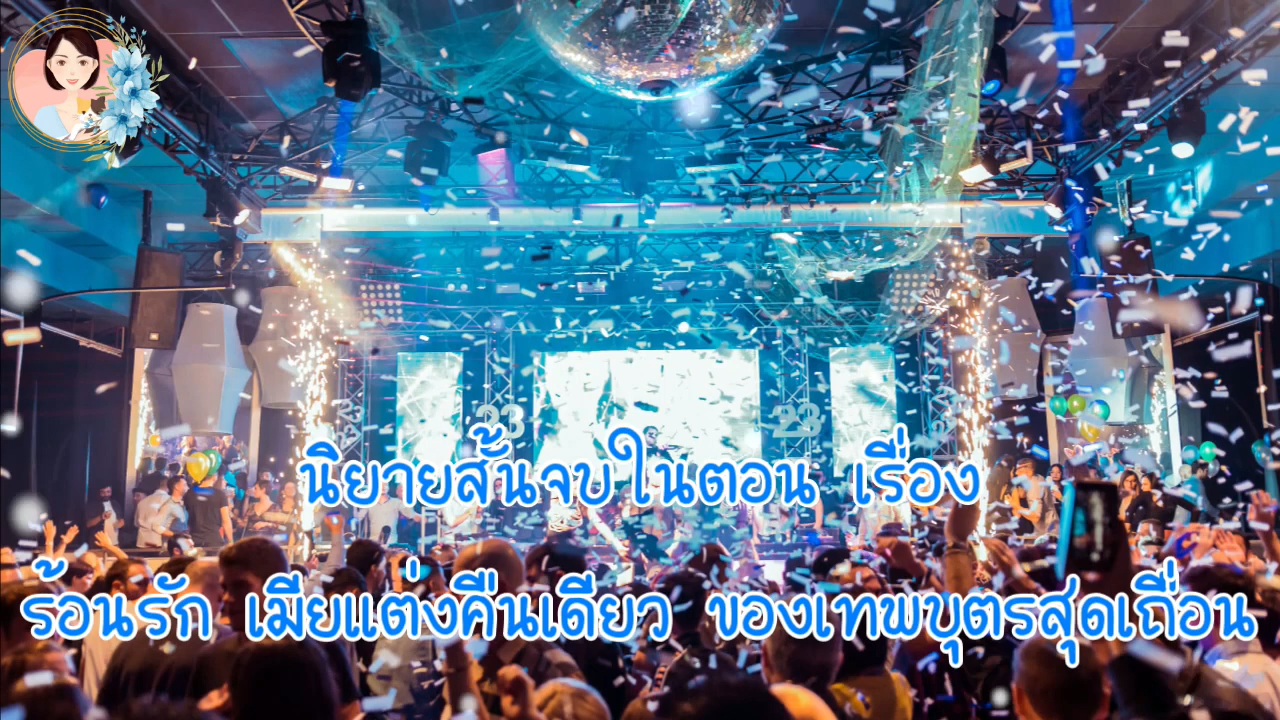 23 23
นิยายสั้นจบในตอน เรื่อง
ร้อนรัก เมียแต่งคืนเดียว ของเทพบุตรสุดเถื่อน